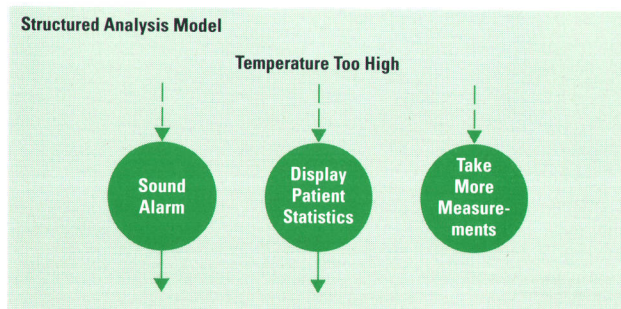 Structured Analysis Model
Temperature Too High
Sound
Alarm
Display
Patient
Statistics
Take
More
Measure-
ments